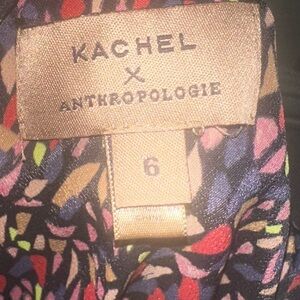 KACHEL
X
ANTHROPOLOGIE
6